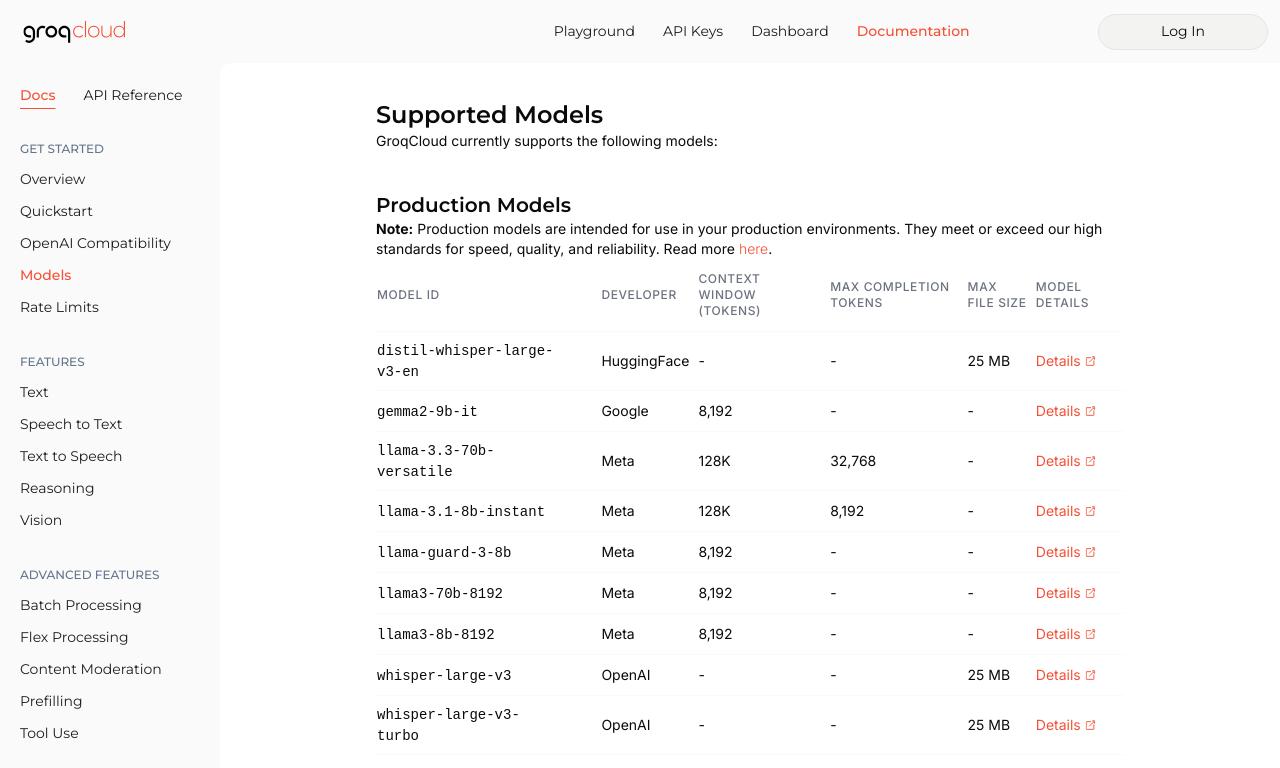 groqcloud
Playground API Keys Dashboard Documentation Log In
Docs API Reference
GET STARTED
Overview
Quickstart
OpenAI Compatibility
Models
Rate Limits
FEATURES
Text
Speech to Text
Text to Speech
Reasoning
Vision
ADVANCED FEATURES
Batch Processing
Flex Processing
Content Moderation
Prefilling
Tool Use
Supported Models
GroqCloud currently supports the following models:
Production Models
Note: Production models are intended for use in your production environments. They meet or exceed our high
standards for speed, quality, and reliability. Read more here.
MODEL ID DEVELOPER CONTEXT WINDOW (TOKENS) MAX COMPLETION TOKENS MAX FILE SIZE MODEL DETAILS
distil-whisper-large-
v3-en HuggingFace - - 25 MB Details
gemma2-9b-it Google 8,192 - - Details
llama-3.3-70b-
versatile Meta 128K 32,768 - Details
llama-3.1-8b-instant Meta 128K 8,192 - Details
llama-guard-3-8b Meta 8,192 - - Details
llama3-70b-8192 Meta 8,192 - - Details
llama3-8b-8192 Meta 8,192 - - Details
whisper-large-v3 OpenAI - - 25 MB Details
whisper-large-v3-
turbo OpenAI - - 25 MB Details